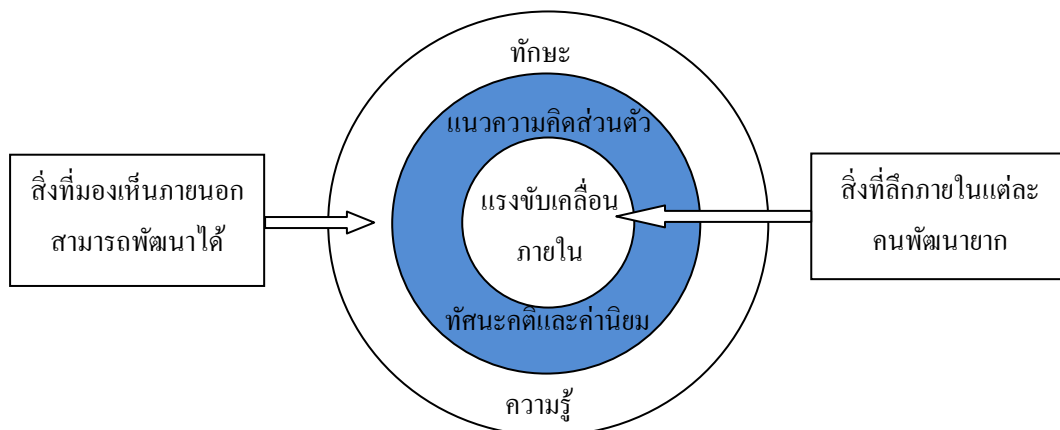 ทักษะ
แนวความคิดส่วนตัว
สิ่งที่มองเห็นภายนอก
สามารถพัฒนาได้
แรงขับเคลื่อน
ภายใน
สิ่งที่ลึกภายในแต่ละ
คนพัฒนายาก
ทัศนะคติและค่านิยม
ความรู้